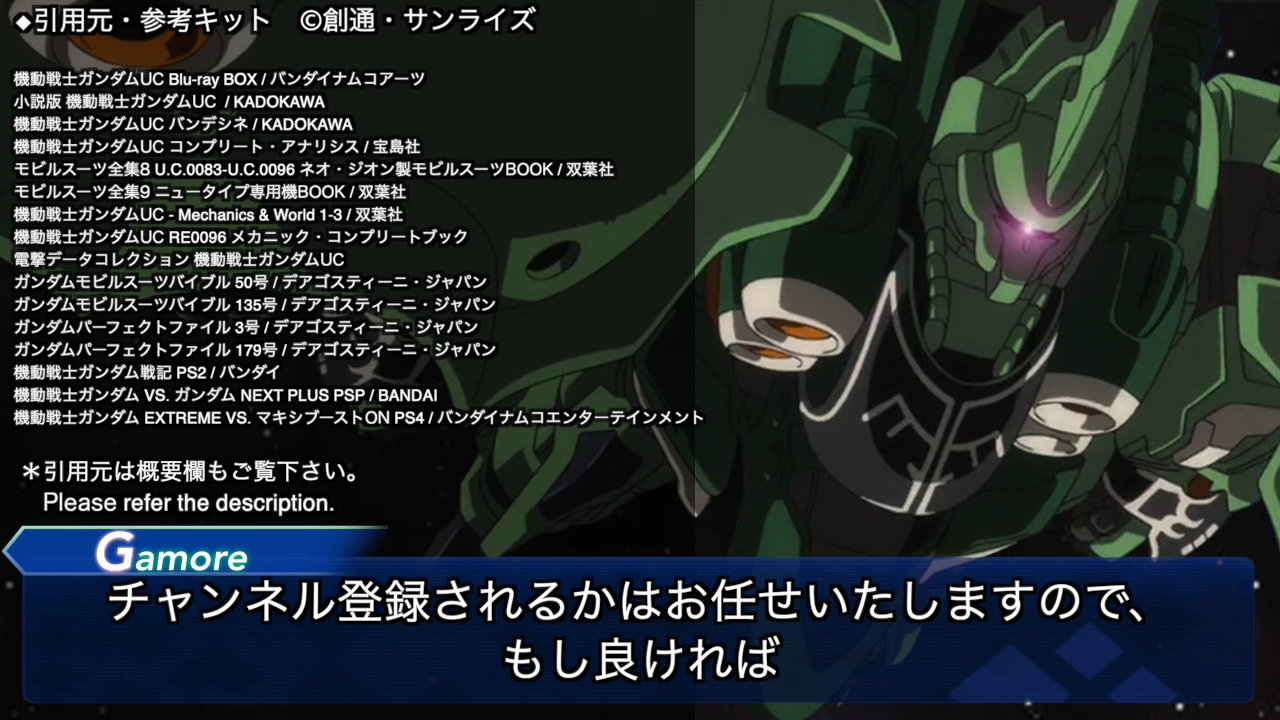 ◆引用元・参考キット　©創通・サンライズ
機動戦士ガンダムUC Blu-ray BOX / バンダイナムコアーツ
小説版 機動戦士ガンダムUC / KADOKAWA
機動戦士ガンダムUC バンデシネ / KADOKAWA
機動戦士ガンダムUC コンプリート・アナリシス / 宝島社
モビルスーツ全集8 U.C.0083-U.C.0096 ネオ・ジオン製モビルスーツBOOK / 双葉社
モビルスーツ全集9 ニュータイプ専用機BOOK / 双葉社
機動戦士ガンダムUC - Mechanics & World 1-3 / 双葉社
機動戦士ガンダムUC RE0096 メカニック・コンプリートブック
電撃データコレクション 機動戦士ガンダムUC
ガンダムモビルスーツバイブル 50号 / デアゴスティーニ・ジャパン
ガンダムモビルスーツバイブル 135号 / デアゴスティーニ・ジャパン
ガンダムパーフェクトファイル 3号 / デアゴスティーニ・ジャパン
ガンダムパーフェクトファイル 179号 / デアゴスティーニ・ジャパン
機動戦士ガンダム戦記 PS2 / バンダイ
機動戦士ガンダム VS. ガンダム NEXT PLUS PSP / BANDAI
機動戦士ガンダム EXTREME VS. マキシブーストON PS4 / バンダイナムコエンターテインメント
＊引用元は概要欄もご覧下さい。
Please refer the description.
Gamore
チャンネル登録されるかはお任せいたしますので、
もし良ければ